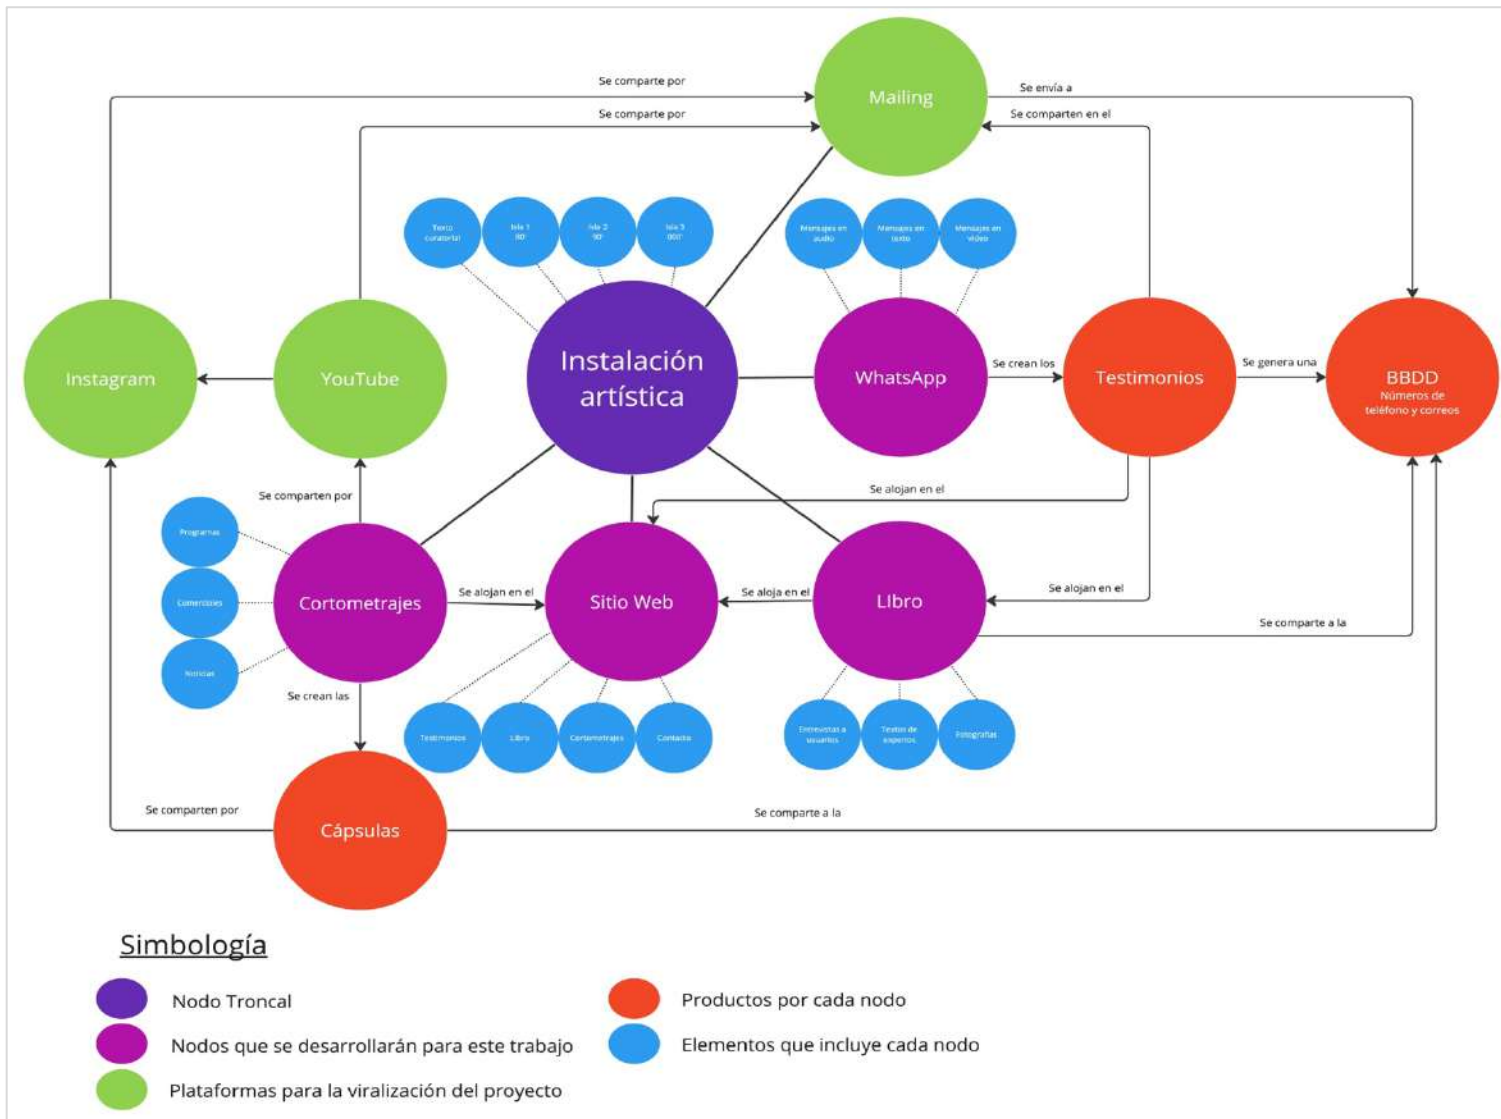 Se comparte por
Mailing
Se envía a
Se comparte por
Se comparten en el
Texto
curatorial
Isla 1
80'
Isla 2
90'
Isla 3
000'
Mensajes en
audio
Mensajes en
texto
Mensajes en
video
Instagram
YouTube
Instalación
artística
WhatsApp
Se crean los
Testimonios
Se genera una
BBDD
Números de
teléfono y correos
Se comparten por
Se alojan en el
Programas
Comerciales
Noticias
Cortometrajes
Se alojan en el
Sitio Web
Se aloja en el
LIbro
Se alojan en el
Se comparte a la
Se crean las
Testimonios
Libro
Cortometrajes
Contacto
Entrevistas a
usuarios
Textos de
expertos
Fotografías
Se comparten por
Cápsulas
Se comparte a la
Simbología
Nodo Troncal
Productos por cada nodo
Nodos que se desarrollarán para este trabajo
Elementos que incluye cada nodo
Plataformas para la viralización del proyecto